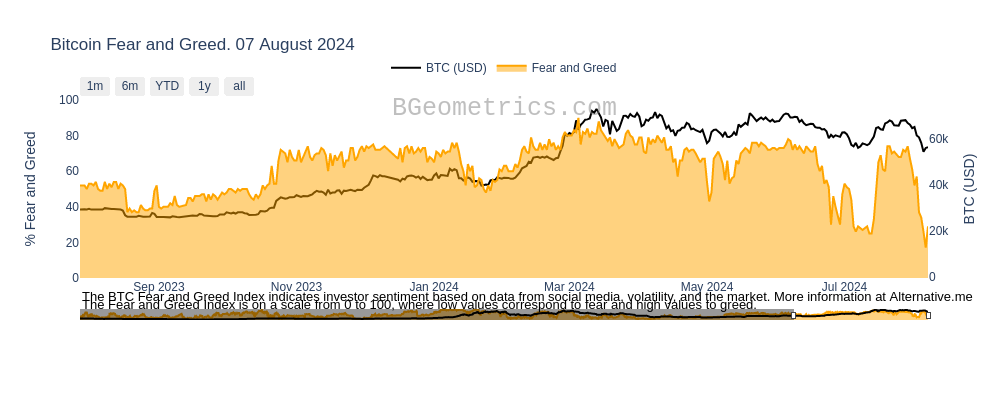 Bitcoin Fear and Greed. 07 August 2024
BTC (USD) Fear and Greed
1m 6m YTD 1y all
BGeometrics.com
100
80
60
40
20
0
% Fear and Greed
60k
40k
20k
0
BTC (USD)
Sep 2023 Nov 2023 Jan 2024 Mar 2024 May 2024 Jul 2024
The BTC Fear and Greed Index indicates investor sentiment based on data from social media, volatility, and the market. More information at Alternative.me
The Fear and Greed Index is on a scale from 0 to 100, where low values correspond to fear and high values to greed.